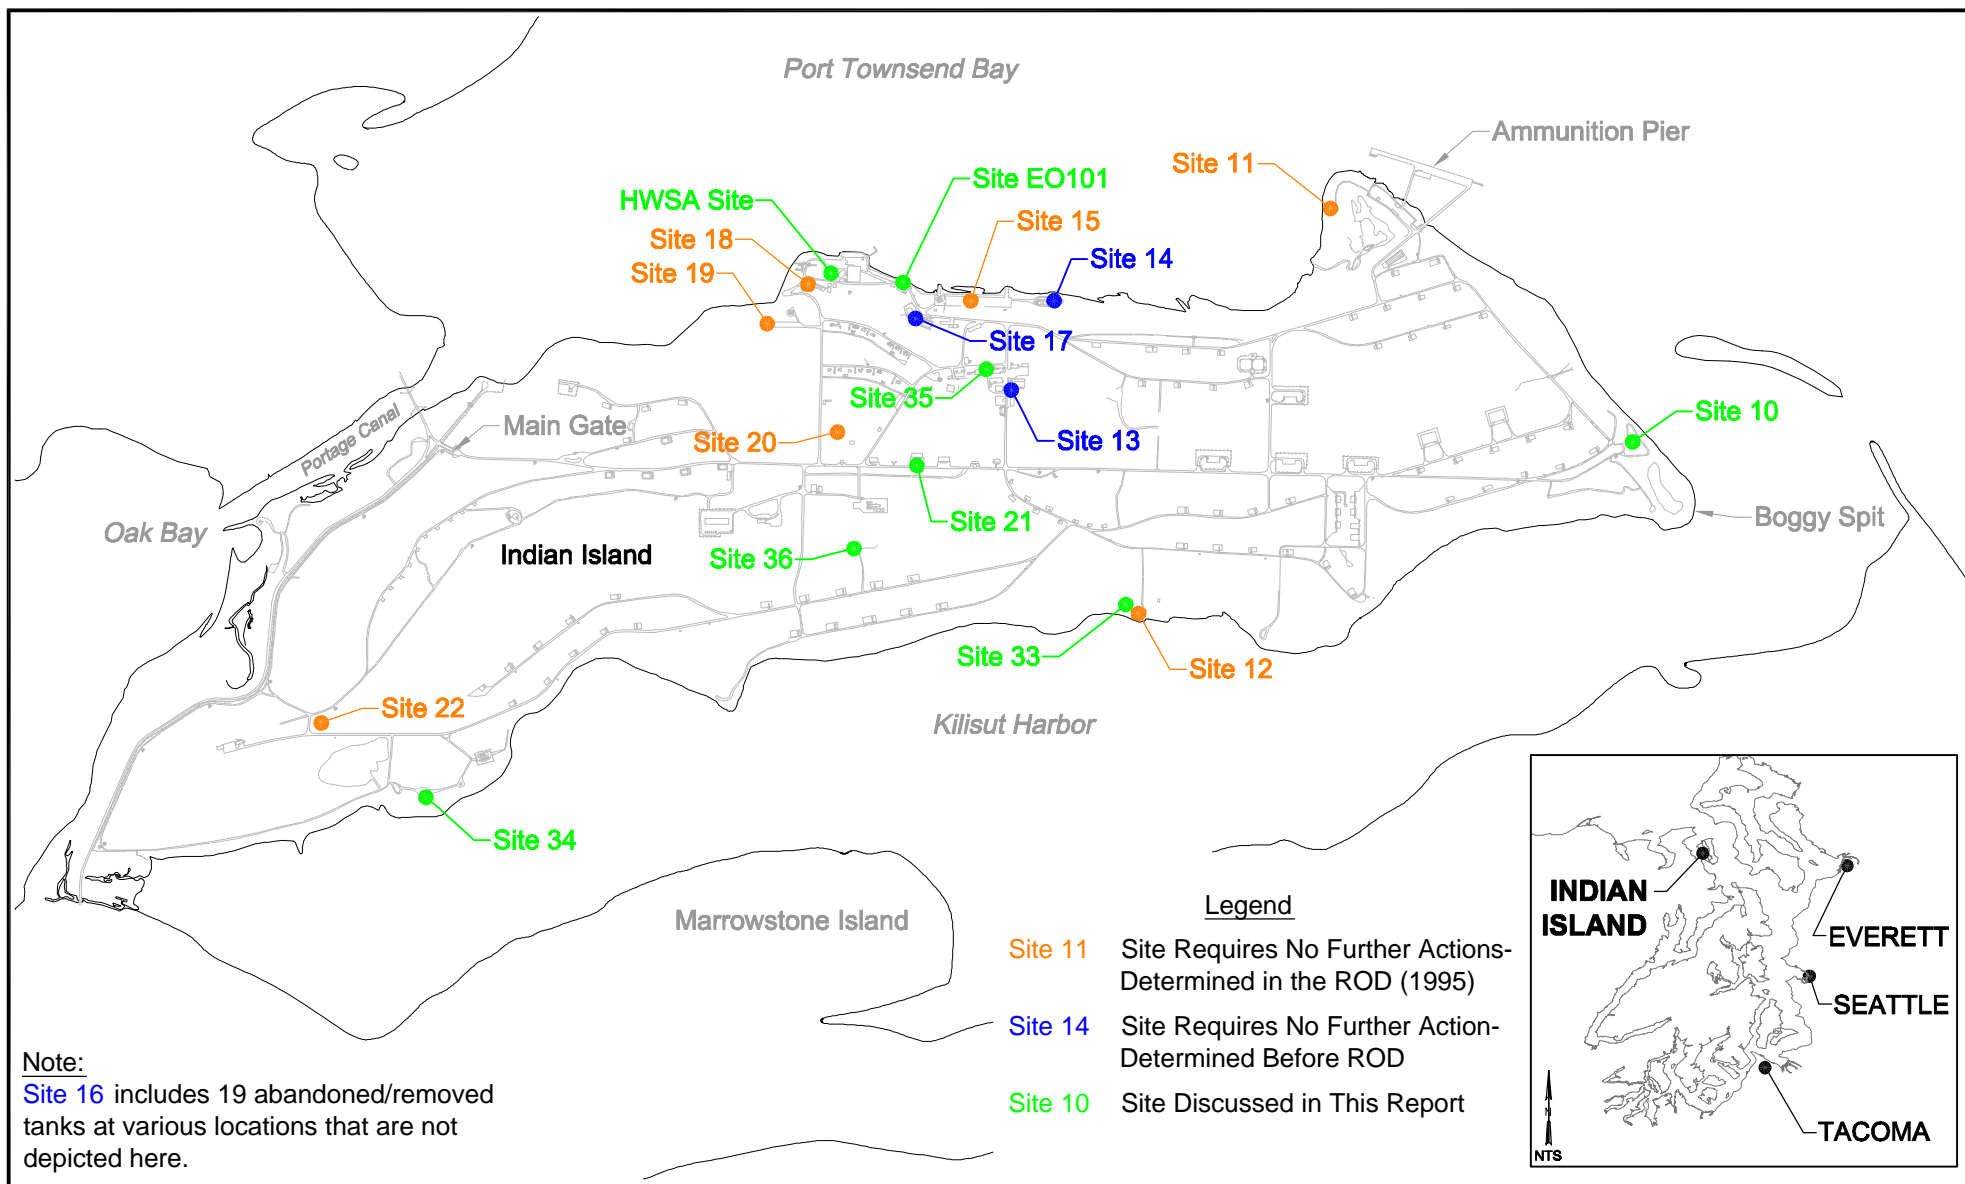 Port Townsend Bay
Ammunition Pier
Site 11
Site EO101
HWSA Site
Site 15
Site 18
Site 14
Site 19
Site 17
Site 35
Site 10
Portage Canal
Main Gate
Site 20
Site 13
Oak Bay
Site 21
Boggy Spit
Indian Island
Site 36
Site 33
Site 12
Site 22
Kilisut Harbor
Site 34
Marrowstone Island
Legend
Site 11 Site Requires No Further Actions-
Determined in the ROD (1995)
Site 14 Site Requires No Further Action-
Determined Before ROD
Site 10 Site Discussed in This Report
Note:
Site 16 includes 19 abandoned/removed
tanks at various locations that are not
depicted here.
INDIAN
ISLAND
EVERETT
SEATTLE
TACOMA
N
NTS